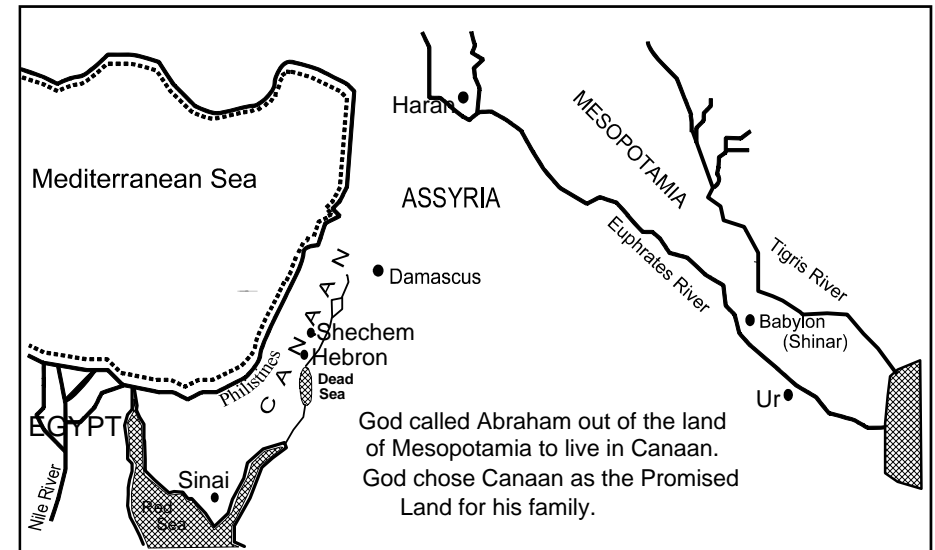 Haran
MESOPOTAMIA
Mediterranean Sea
ASSYRIA
Euphrates River
Tigris River
CANAAN
Damascus
Shechem
Hebron
Philistines
Dead
Sea
Babylon
(Shinar)
Ur
EGYPT
Nile River
Sinai
Red
Sea
God called Abraham out of the land
of Mesopotamia to live in Canaan.
God chose Canaan as the Promised
Land for his family.